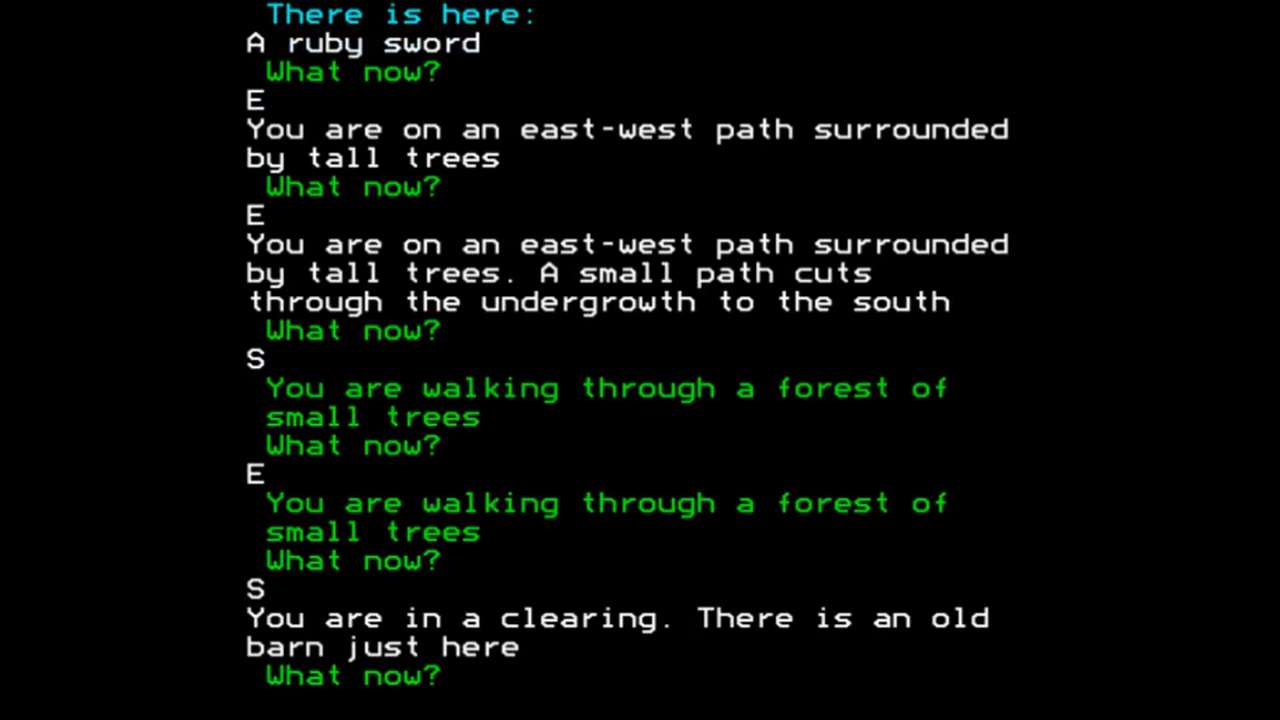 There is here:
A ruby sword
What now?
E
You are on an east-west path surrounded
by tall trees
What now?
E
You are on an east-west path surrounded
by tall trees. A small path cuts
through the undergrowth to the south
What now?
S
You are walking through a forest of
small trees
What now?
E
You are walking through a forest of
small trees
What now?
S
You are in a clearing. There is an old
barn just here
What now?